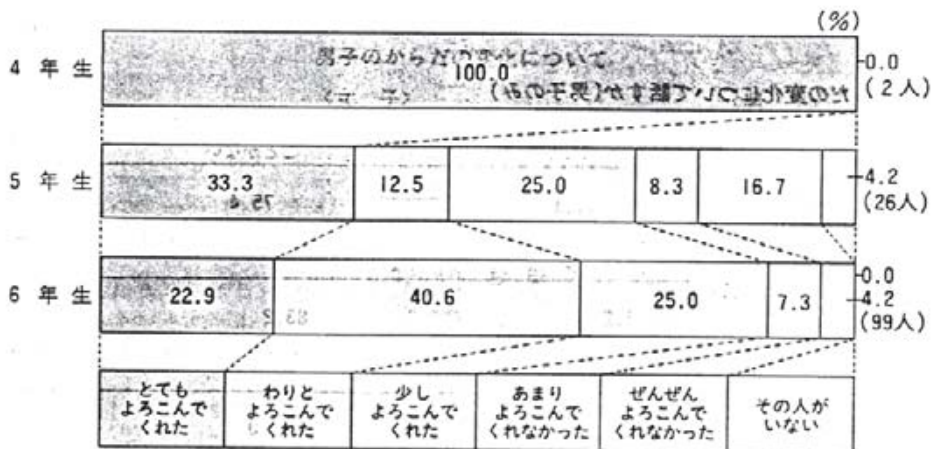 (%)
4 年 生
100.0
0.0
(2人)
5 年 生
33.3
12.5
25.0
8.3
16.7
4.2
(26人)
6 年 生
22.9
40.6
25.0
7.3
0.0
4.2
(99人)
とても
よろこんで
くれた
わりと
よろこんで
くれた
少し
よろこんで
くれた
あまり
よろこんで
くれなかった
ぜんぜん
よろこんで
くれなかった
その人が
いない